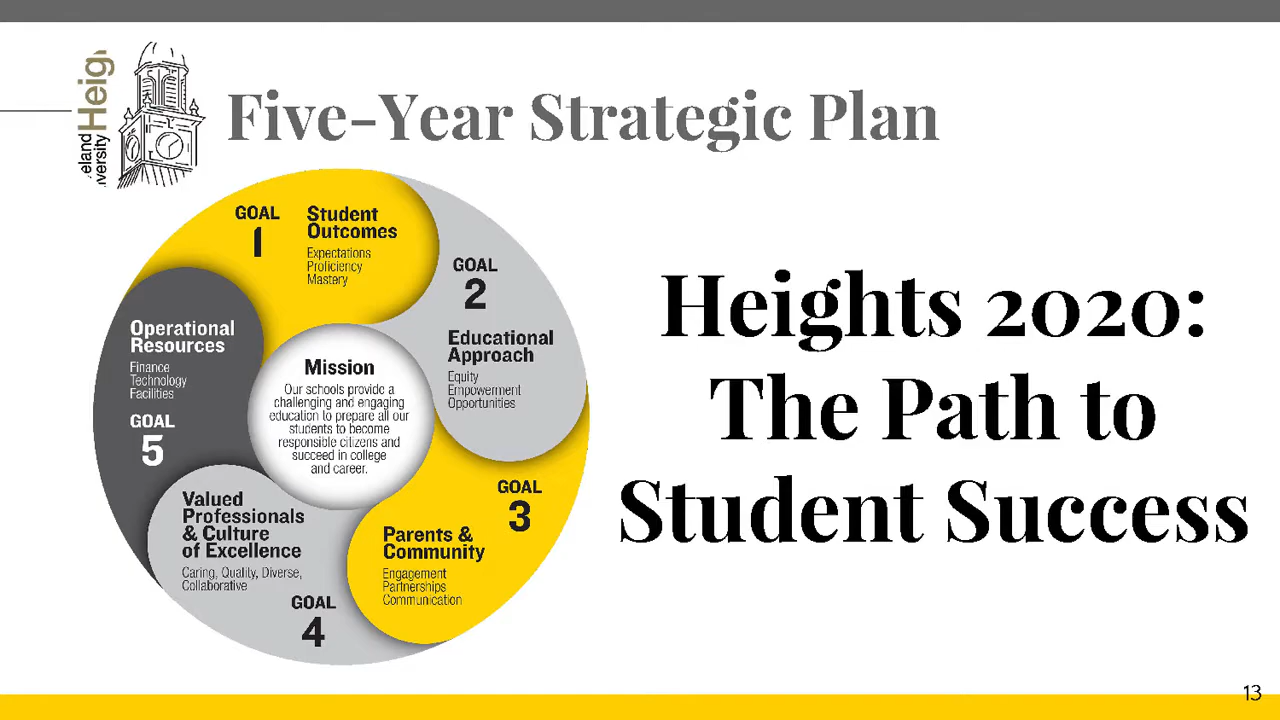 Heig
eland
versity
Five-Year Strategic Plan
GOAL
1
Student
Outcomes
Expectations
Proficiency
Mastery
GOAL
2
Educational
Approach
Equity
Empowerment
Opportunities
GOAL
3
Parents &
Community
Engagement
Partnerships
Communication
Valued
Professionals
& Culture
of Excellence
Caring, Quality, Diverse,
Collaborative
GOAL
4
Operational
Resources
Finance
Technology
Facilities
GOAL
5
Mission
Our schools provide a
challenging and engaging
education to prepare all our
students to become
responsible citizens and
succeed in college
and career.
Heights 2020:
The Path to
Student Success
13